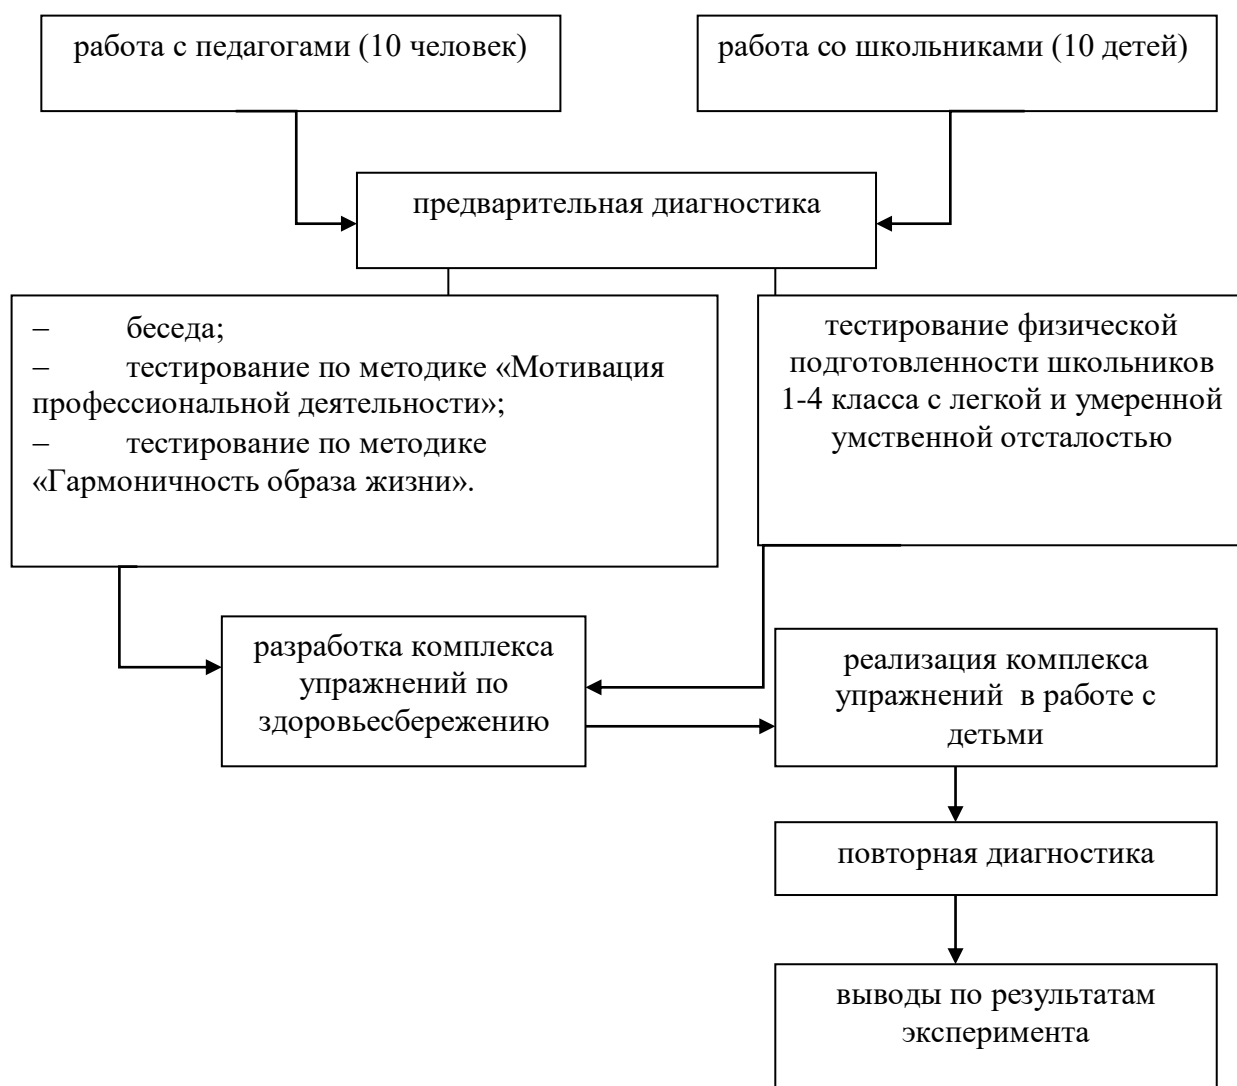 работа с педагогами (10 человек)
работа со школьниками (10 детей)
предварительная диагностика
– беседа;
– тестирование по методике «Мотивация
профессиональной деятельности»;
– тестирование по методике
«Гармоничность образа жизни».
тестирование физической
подготовленности школьников
1-4 класса с легкой и умеренной
умственной отсталостью
разработка комплекса
упражнений по
здоровьесбережению
реализация комплекса
упражнений в работе с
детьми
повторная диагностика
выводы по результатам
эксперимента